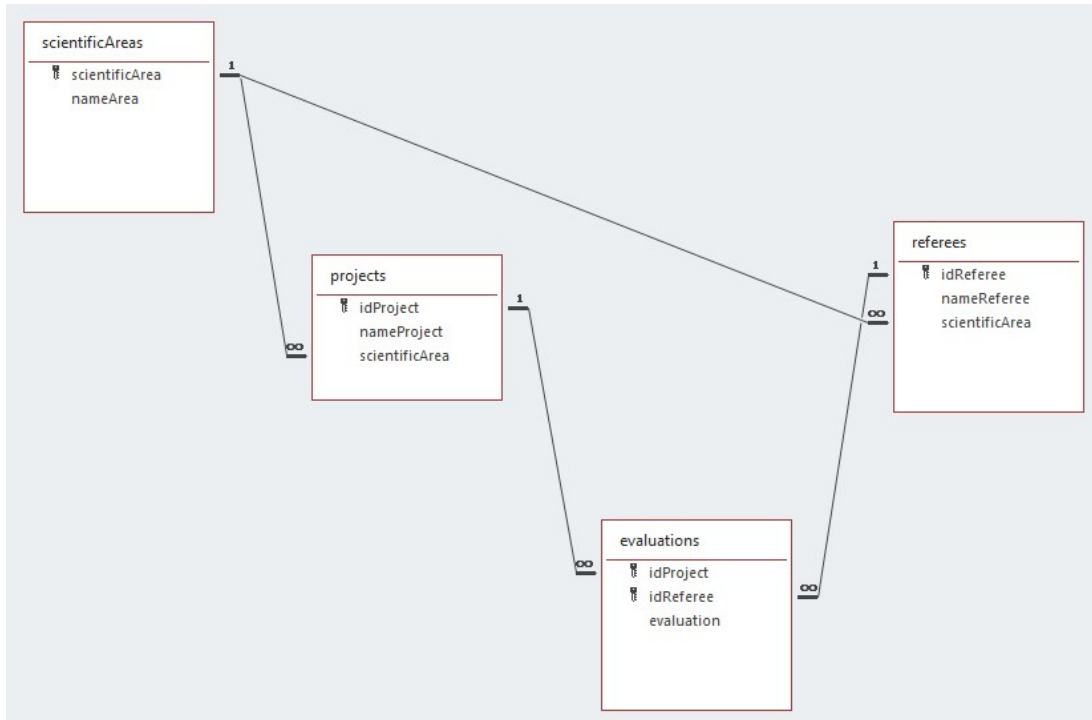 scientificAreas
scientificArea
nameArea
1
∞
projects
idProject
nameProject
scientificArea
1
∞
referees
idReferee
nameReferee
scientificArea
1
∞
evaluations
idProject
idReferee
evaluation
∞